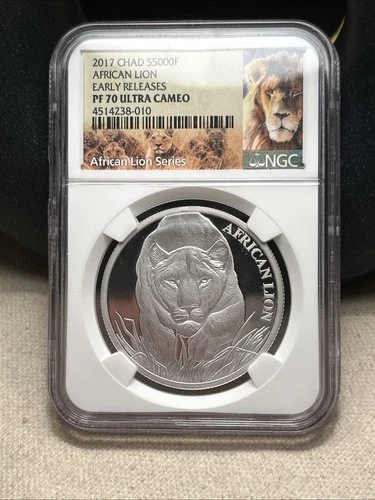 2017 CHAD S5000F
AFRICAN LION
EARLY RELEASES
PF 70 ULTRA CAMEO
4514238-010
African Lion Series
NGC
AFRICAN LION